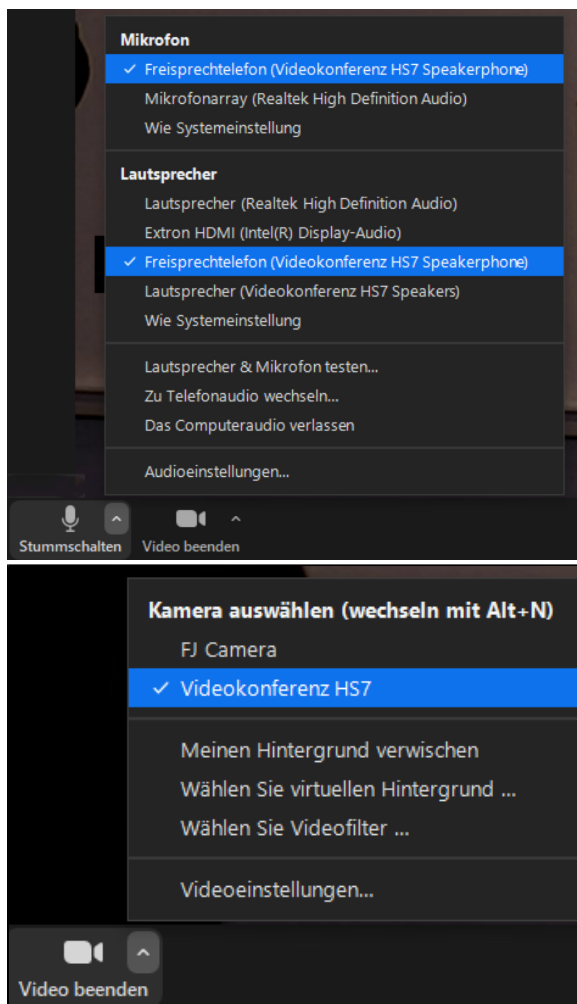 Mikrofon
Freisprechtelefon (Videokonferenz HS7 Speakerphone)
Mikrofonarray (Realtek High Definition Audio)
Wie Systemeinstellung
Lautsprecher
Lautsprecher (Realtek High Definition Audio)
Extron HDMI (Intel(R) Display-Audio)
Freisprechtelefon (Videokonferenz HS7 Speakerphone)
Lautsprecher (Videokonferenz HS7 Speakers)
Wie Systemeinstellung
Lautsprecher & Mikrofon testen...
Zu Telefonaudio wechseln...
Das Computeraudio verlassen
Audioeinstellungen...
Stummschalten Video beenden
Kamera auswählen (wechseln mit Alt+N)
FJ Camera
Videokonferenz HS7
Meinen Hintergrund verwischen
Wählen Sie virtuellen Hintergrund ...
Wählen Sie Videofilter ...
Videoeinstellungen...
Video beenden